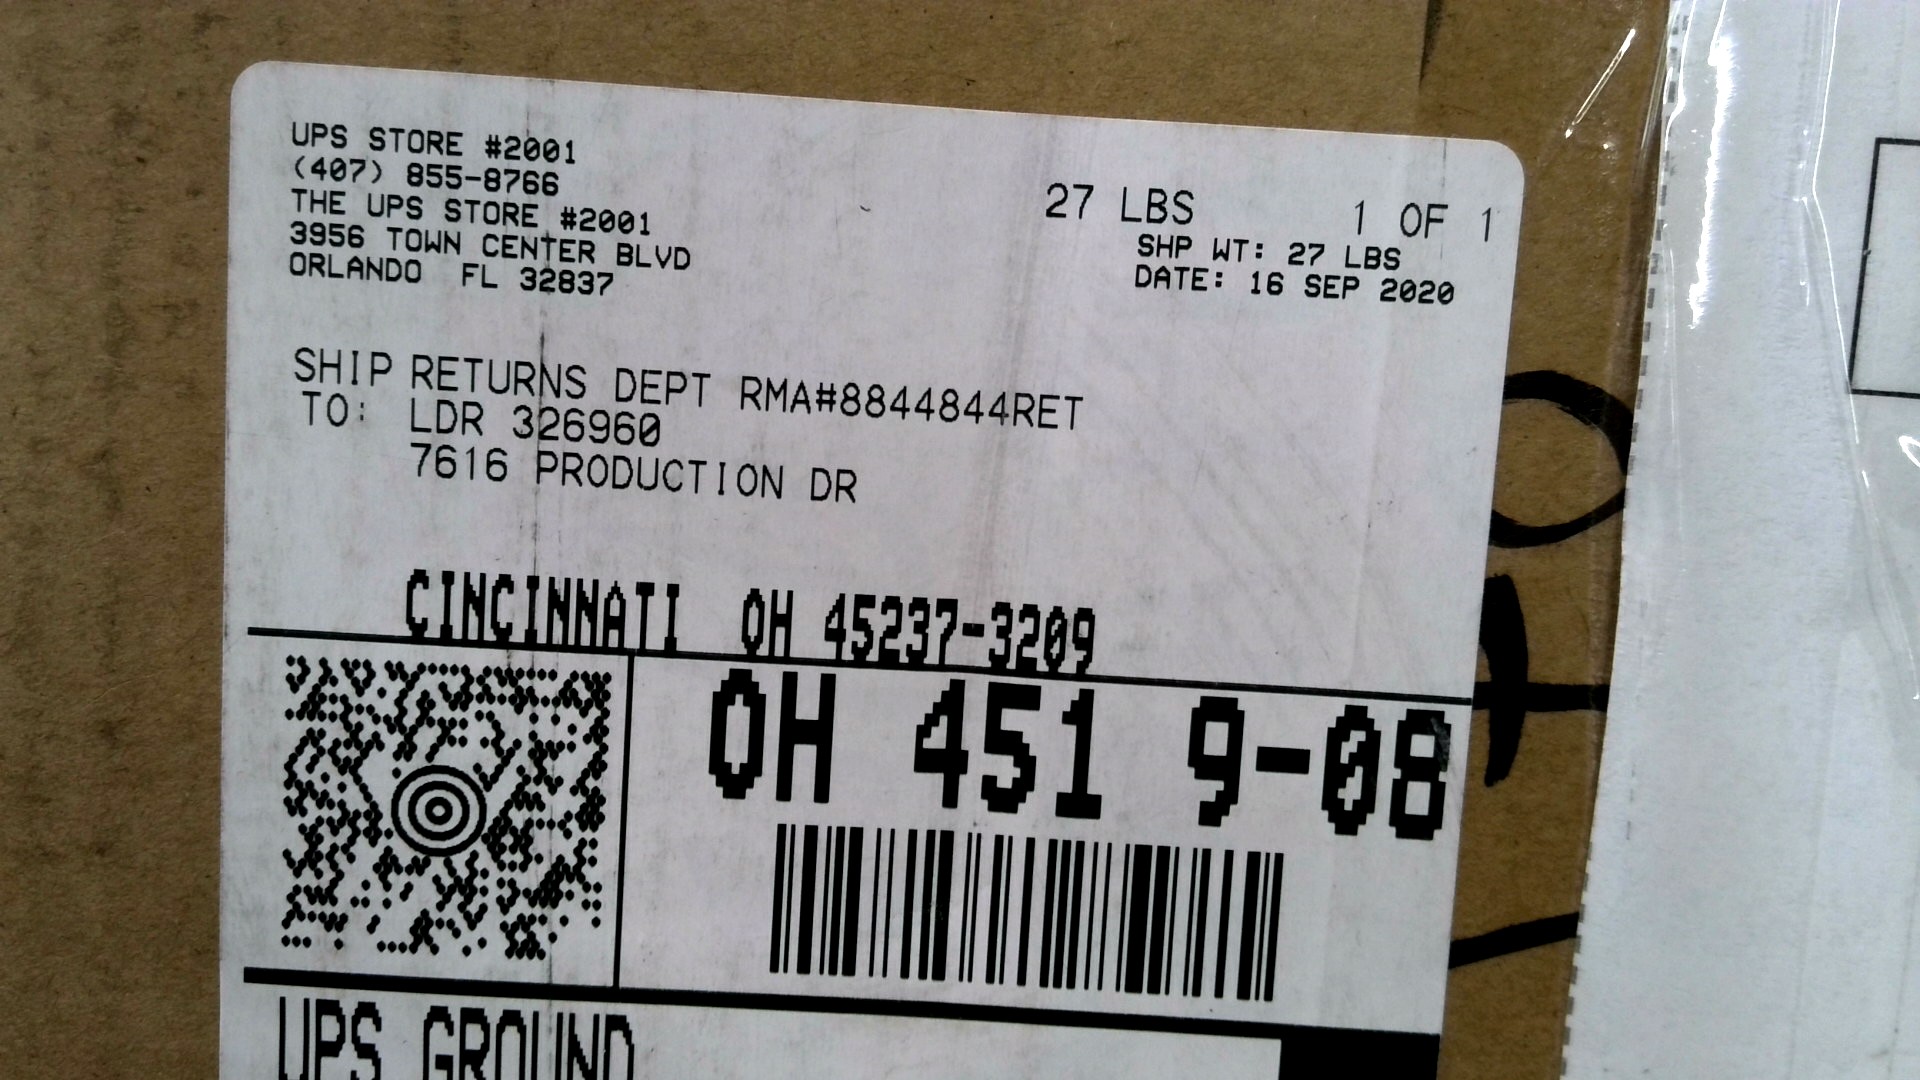 UPS STORE #2001
(407) 855-8766
THE UPS STORE #2001
3956 TOWN CENTER BLVD
ORLANDO FL 32837
27 LBS 1 OF 1
SHP WT: 27 LBS
DATE: 16 SEP 2020
SHIP RETURNS DEPT RMA#8844844RET
TO: LDR 326960
7616 PRODUCTION DR
CINCINNATI OH 45237-3209
OH 451 9-08
UPS GROUND